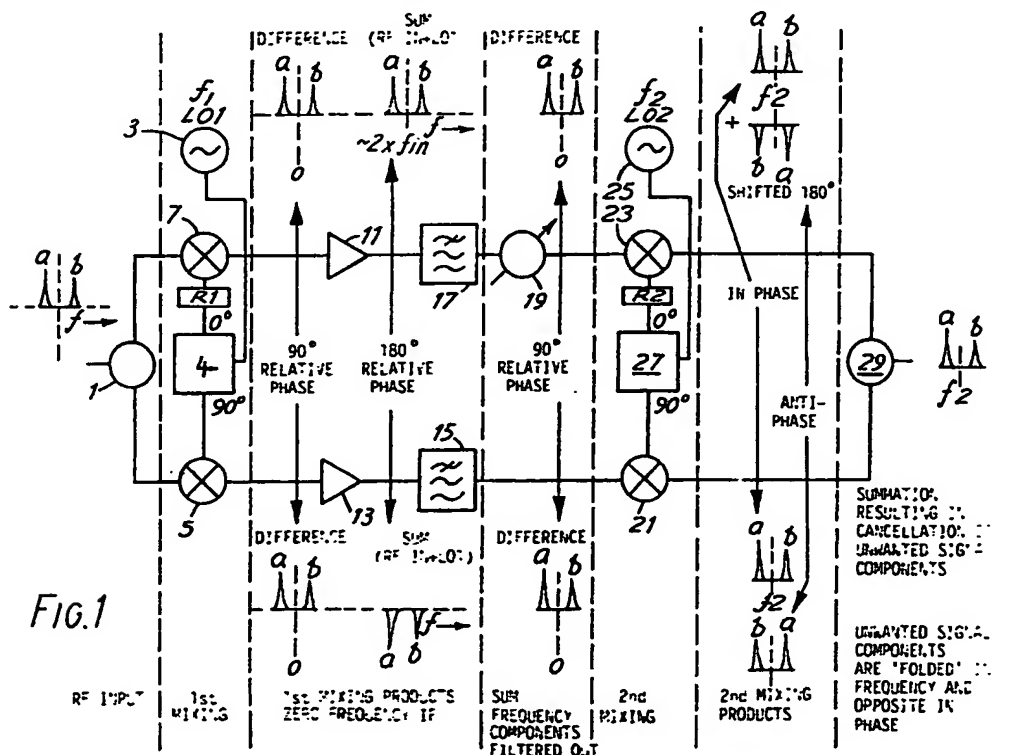 DIFFERENCE
SUM
(RF
DIFFERENCE
a b
a b
a b
a b
f1
LO1
3
f
~2xfin
0
0
f2
LO2
25
23
f2
+
b a
SHIFTED 180°
7
11
17
19
a b
f
R1
0°
R2
0°
IN PHASE
1
4
90°
RELATIVE
PHASE
180°
RELATIVE
PHASE
90°
RELATIVE
PHASE
27
29
a b
f2
90°
90°
ANTI-
PHASE
15
5
13
21
DIFFERENCE
SUM
DIFFERENCE
a b
a b
f
a b
0
0
a b
f2
b a
SUMMATION
RESULTING
CANCELLATION
UNWANTED
COMPONENTS
FIG.1
UNWANTED
COMPONENTS
ARE "FOLDED"
FREQUENCY AND
OPPOSITE IN
PHASE
RF INPUT
1st
MIXING
1st MIXING PRODUCTS
ZERO FREQUENCY IF
SUM
FREQUENCY
COMPONENTS
FILTERED OUT
2nd
MIXING
2nd MIXING
PRODUCTS